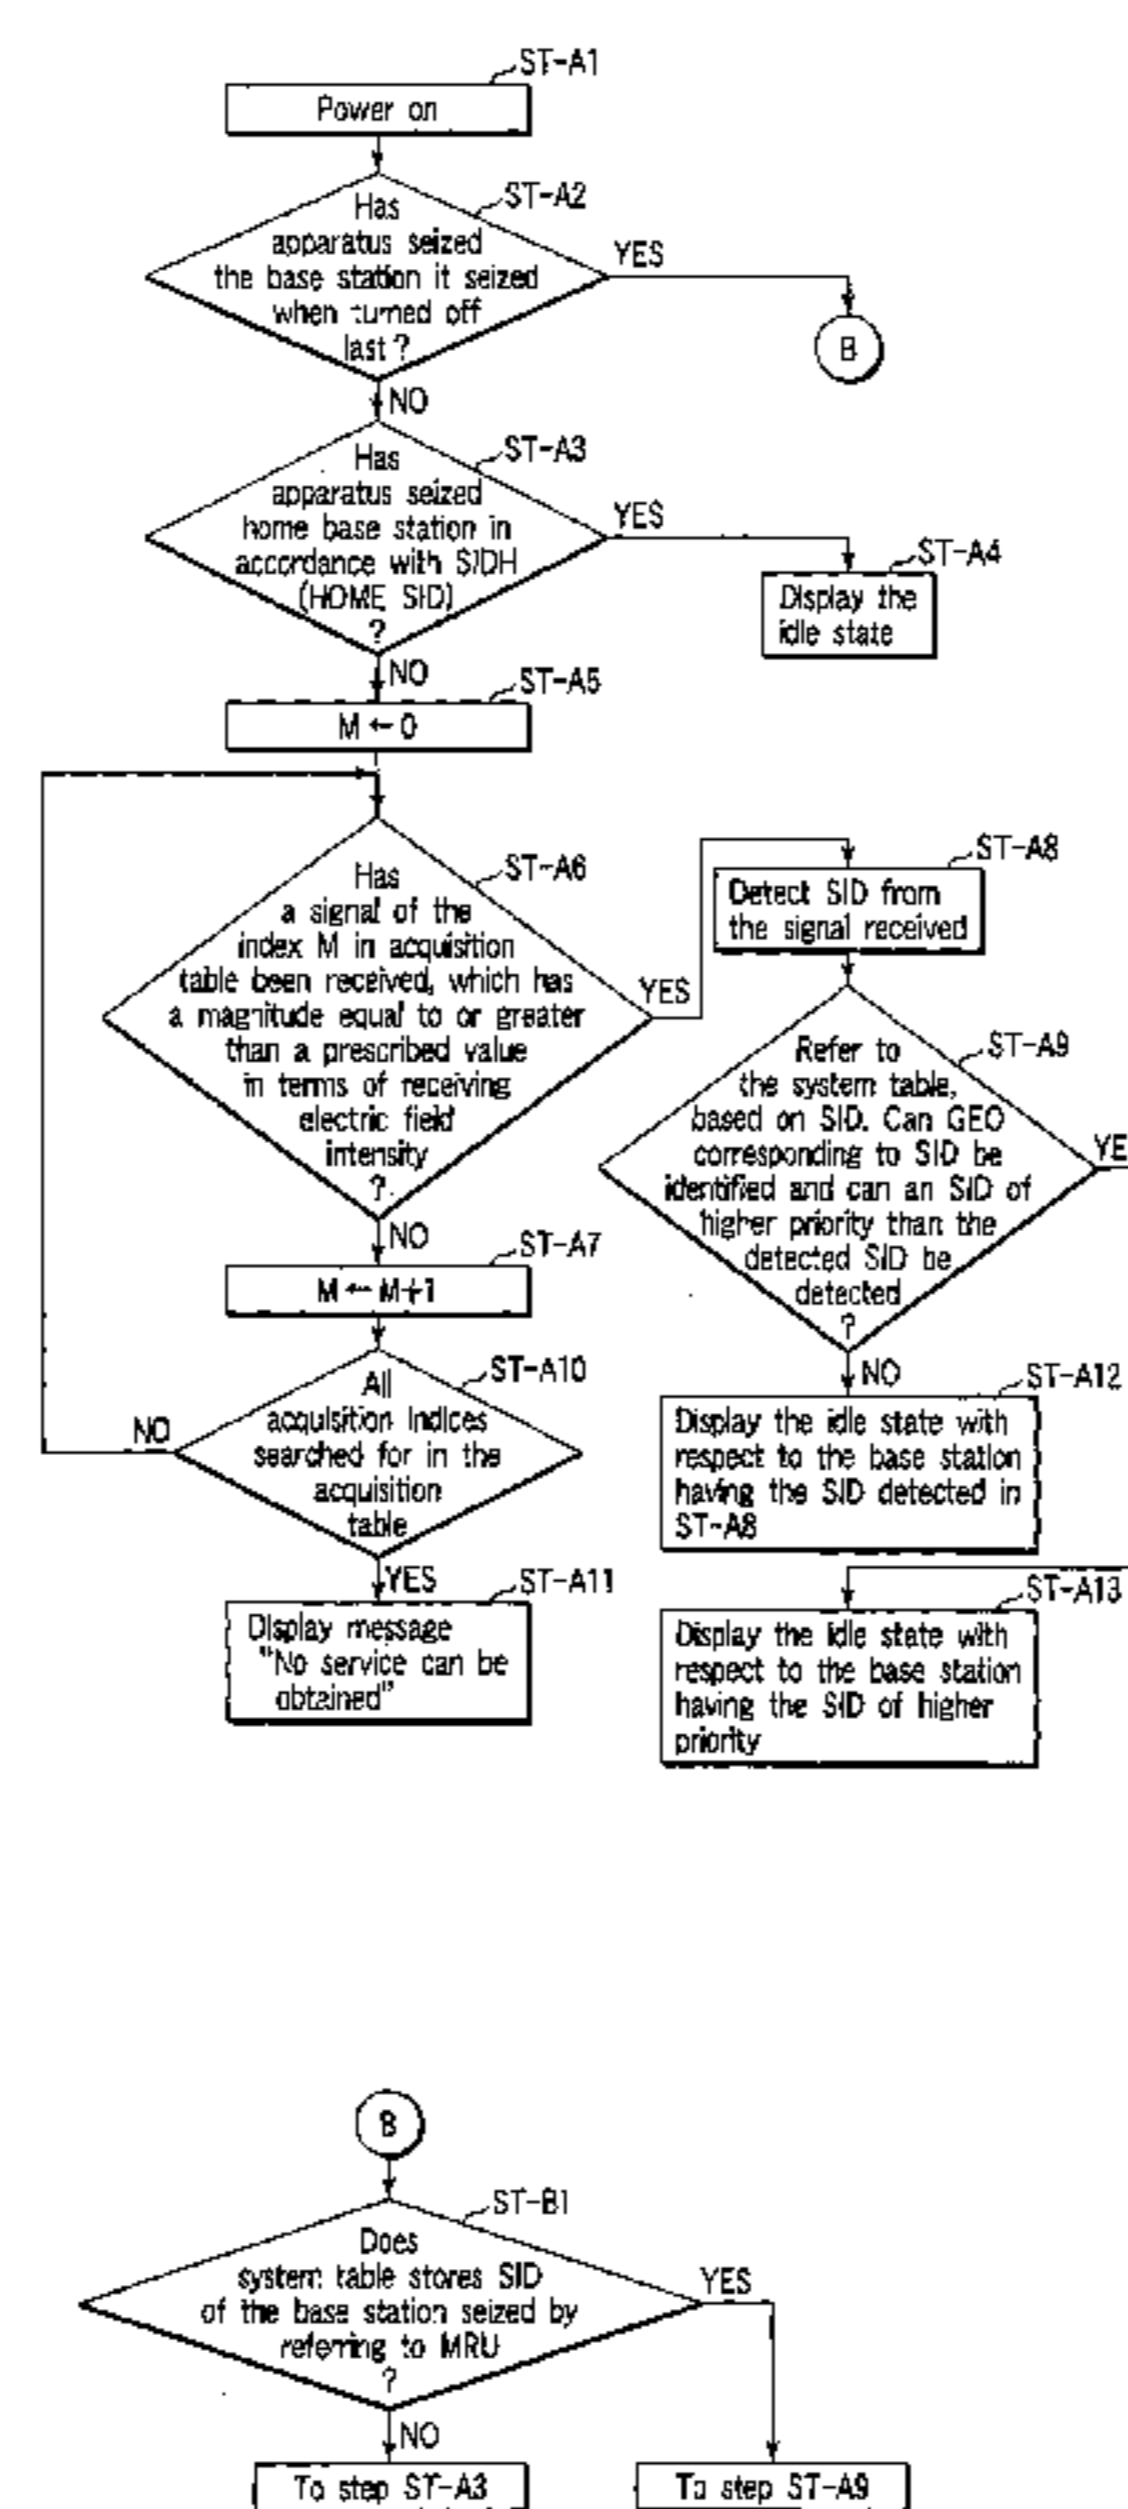 ST-A1
Power on
ST-A2
Has
apparatus seized
the base station it seized
when turned off
last?
YES
B
NO
ST-A3
Has
apparatus seized
home base station in
accordance with SIDH
(HOME SID)
?
YES
ST-A4
Display the
idle state
NO
ST-A5
M ← 0
ST-A6
Has
a signal of the
index M in acquisition
table been received, which has
a magnitude equal to or greater
than a prescribed value
in terms of receiving
electric field
intensity
?
YES
NO
ST-A7
M ← M+1
ST-A10
All
acquisition indices
searched for in the
acquisition
table
NO
YES
ST-A11
Display message
"No service can be
obtained"
ST-A8
Detect SID from
the signal received
ST-A9
Refer to
the system table,
based on SID. Can GEO
corresponding to SID be
identified and can an SID of
higher priority than the
detected SID be
detected
?
YE
NO
ST-A12
Display the idle state with
respect to the base station
having the SID detected in
ST-A8
ST-A13
Display the idle state with
respect to the base station
having the SID of higher
priority
B
ST-B1
Does
system table stores SID
of the base station seized by
referring to MRU
?
YES
NO
To step ST-A3
To step ST-A9